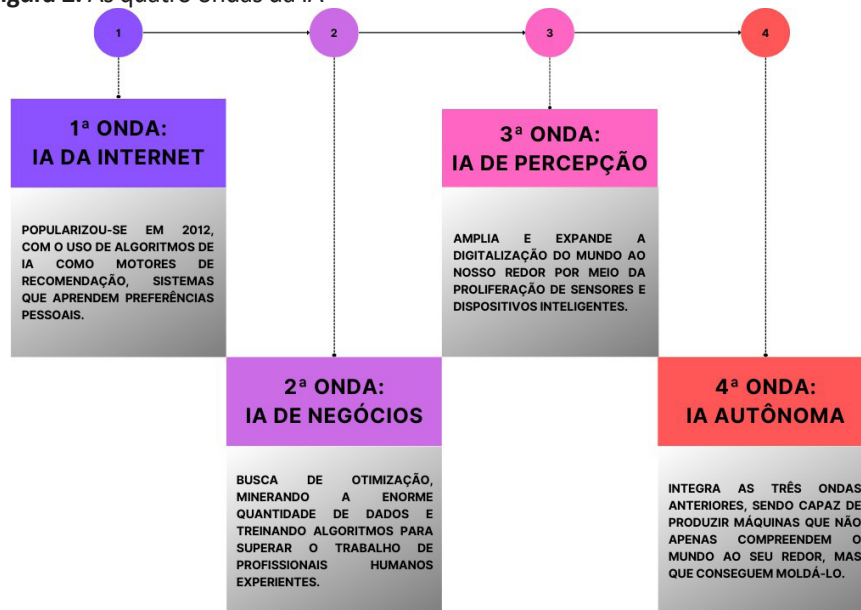 As quatro ondas da IA
1
2
3
4
1ª ONDA:
IA DA INTERNET
POPULARIZOU-SE EM 2012,
COM O USO DE ALGORITMOS DE
IA COMO MOTORES DE
RECOMENDAÇÃO, SISTEMAS
QUE APRENDEM PREFERÊNCIAS
PESSOAIS.
2ª ONDA:
IA DE NEGÓCIOS
BUSCA DE OTIMIZAÇÃO,
MINERANDO A ENORME
QUANTIDADE DE DADOS E
TREINANDO ALGORITMOS PARA
SUPERAR O TRABALHO DE
PROFISSIONAIS HUMANOS
EXPERIENTES.
3ª ONDA:
IA DE PERCEPÇÃO
AMPLIA E EXPANDE A
DIGITALIZAÇÃO DO MUNDO AO
NOSSO REDOR POR MEIO DA
PROLIFERAÇÃO DE SENSORES E
DISPOSITIVOS INTELIGENTES.
4ª ONDA:
IA AUTÔNOMA
INTEGRA AS TRÊS ONDAS
ANTERIORES, SENDO CAPAZ DE
PRODUZIR MÁQUINAS QUE NÃO
APENAS COMPREENDEM O
MUNDO AO SEU REDOR, MAS
QUE CONSEGUEM MOLDÁ-LO.